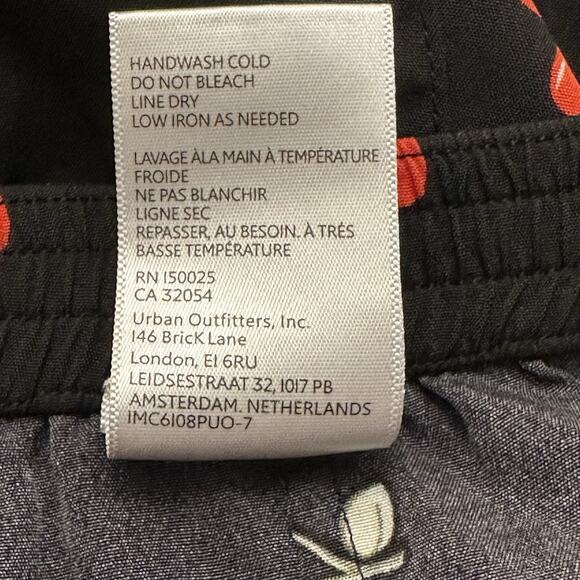 HANDWASH COLD
DO NOT BLEACH
LINE DRY
LOW IRON AS NEEDED
LAVAGE ÀLA MAIN À TEMPÉRATURE
FROIDE
NE PAS BLANCHIR
LIGNE SEC
REPASSER, AU BESOIN. À TRÉS
BASSE TEMPÉRATURE
RN 150025
CA 32054
Urban Outfitters, Inc.
146 Brick Lane
London, E1 6RU
LEIDSESTRAAT 32, 1017 PB
AMSTERDAM. NETHERLANDS
IMC6108PUO-7